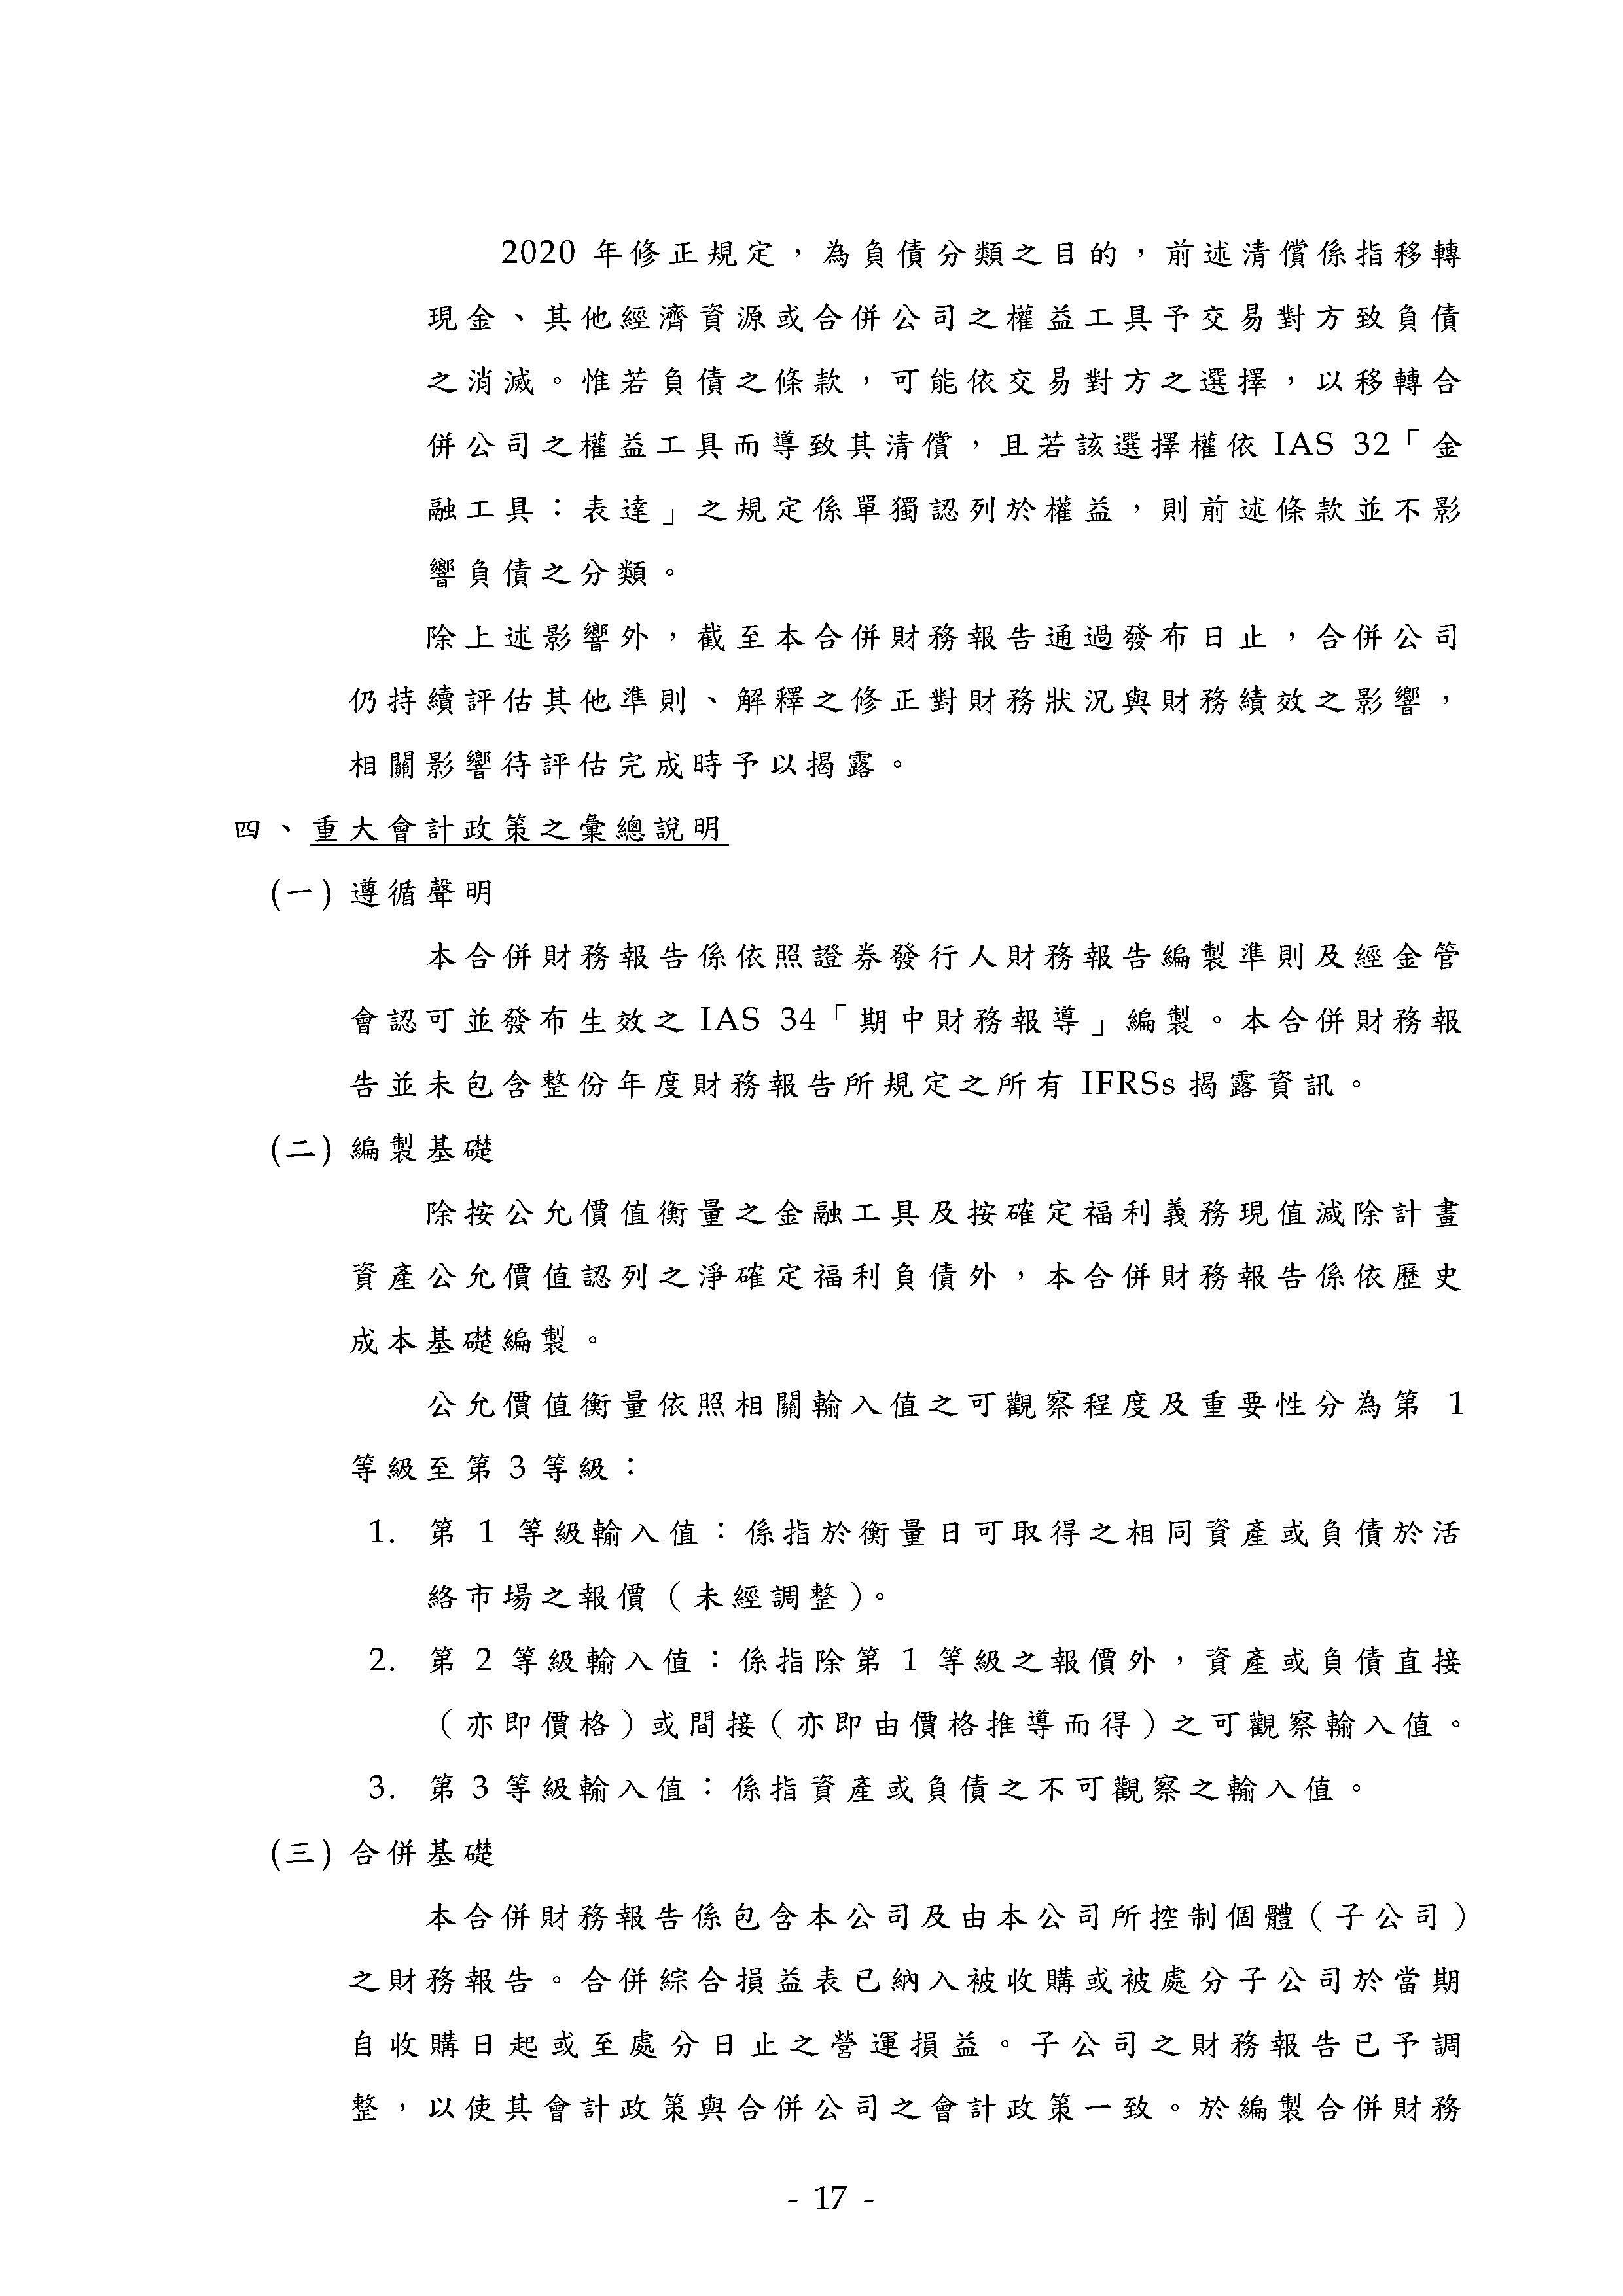 2020 年修正規定，為負債分類之目的，前述清償係指移轉
現金、其他經濟資源或合併公司之權益工具予交易對方致負債
之消滅。惟若負債之條款，可能依交易對方之選擇，以移轉合
併公司之權益工具而導致其清償，且若該選擇權依 IAS 32「金
融工具：表達」之規定係單獨認列於權益，則前述條款並不影
響負債之分類。
除上述影響外，截至本合併財務報告通過發布日止，合併公司
仍持續評估其他準則、解釋之修正對財務狀況與財務績效之影響，
相關影響待評估完成時予以揭露。
四、重大會計政策之彙總說明
(一) 遵循聲明
本合併財務報告係依照證券發行人財務報告編製準則及經金管
會認可並發布生效之 IAS 34「期中財務報導」編製。本合併財務報
告並未包含整份年度財務報告所規定之所有 IFRSs 揭露資訊。
(二) 編製基礎
除按公允價值衡量之金融工具及按確定福利義務現值減除計畫
資產公允價值認列之淨確定福利負債外，本合併財務報告係依歷史
成本基礎編製。
公允價值衡量依照相關輸入值之可觀察程度及重要性分為第 1
等級至第 3 等級：
1. 第 1 等級輸入值：係指於衡量日可取得之相同資產或負債於活
絡市場之報價（未經調整）。
2. 第 2 等級輸入值：係指除第 1 等級之報價外，資產或負債直接
（亦即價格）或間接（亦即由價格推導而得）之可觀察輸入值。
3. 第 3 等級輸入值：係指資產或負債之不可觀察之輸入值。
(三) 合併基礎
本合併財務報告係包含本公司及由本公司所控制個體（子公司）
之財務報告。合併綜合損益表已納入被收購或被處分子公司於當期
自收購日起或至處分日止之營運損益。子公司之財務報告已予調
整，以使其會計政策與合併公司之會計政策一致。於編製合併財務
- 17 -